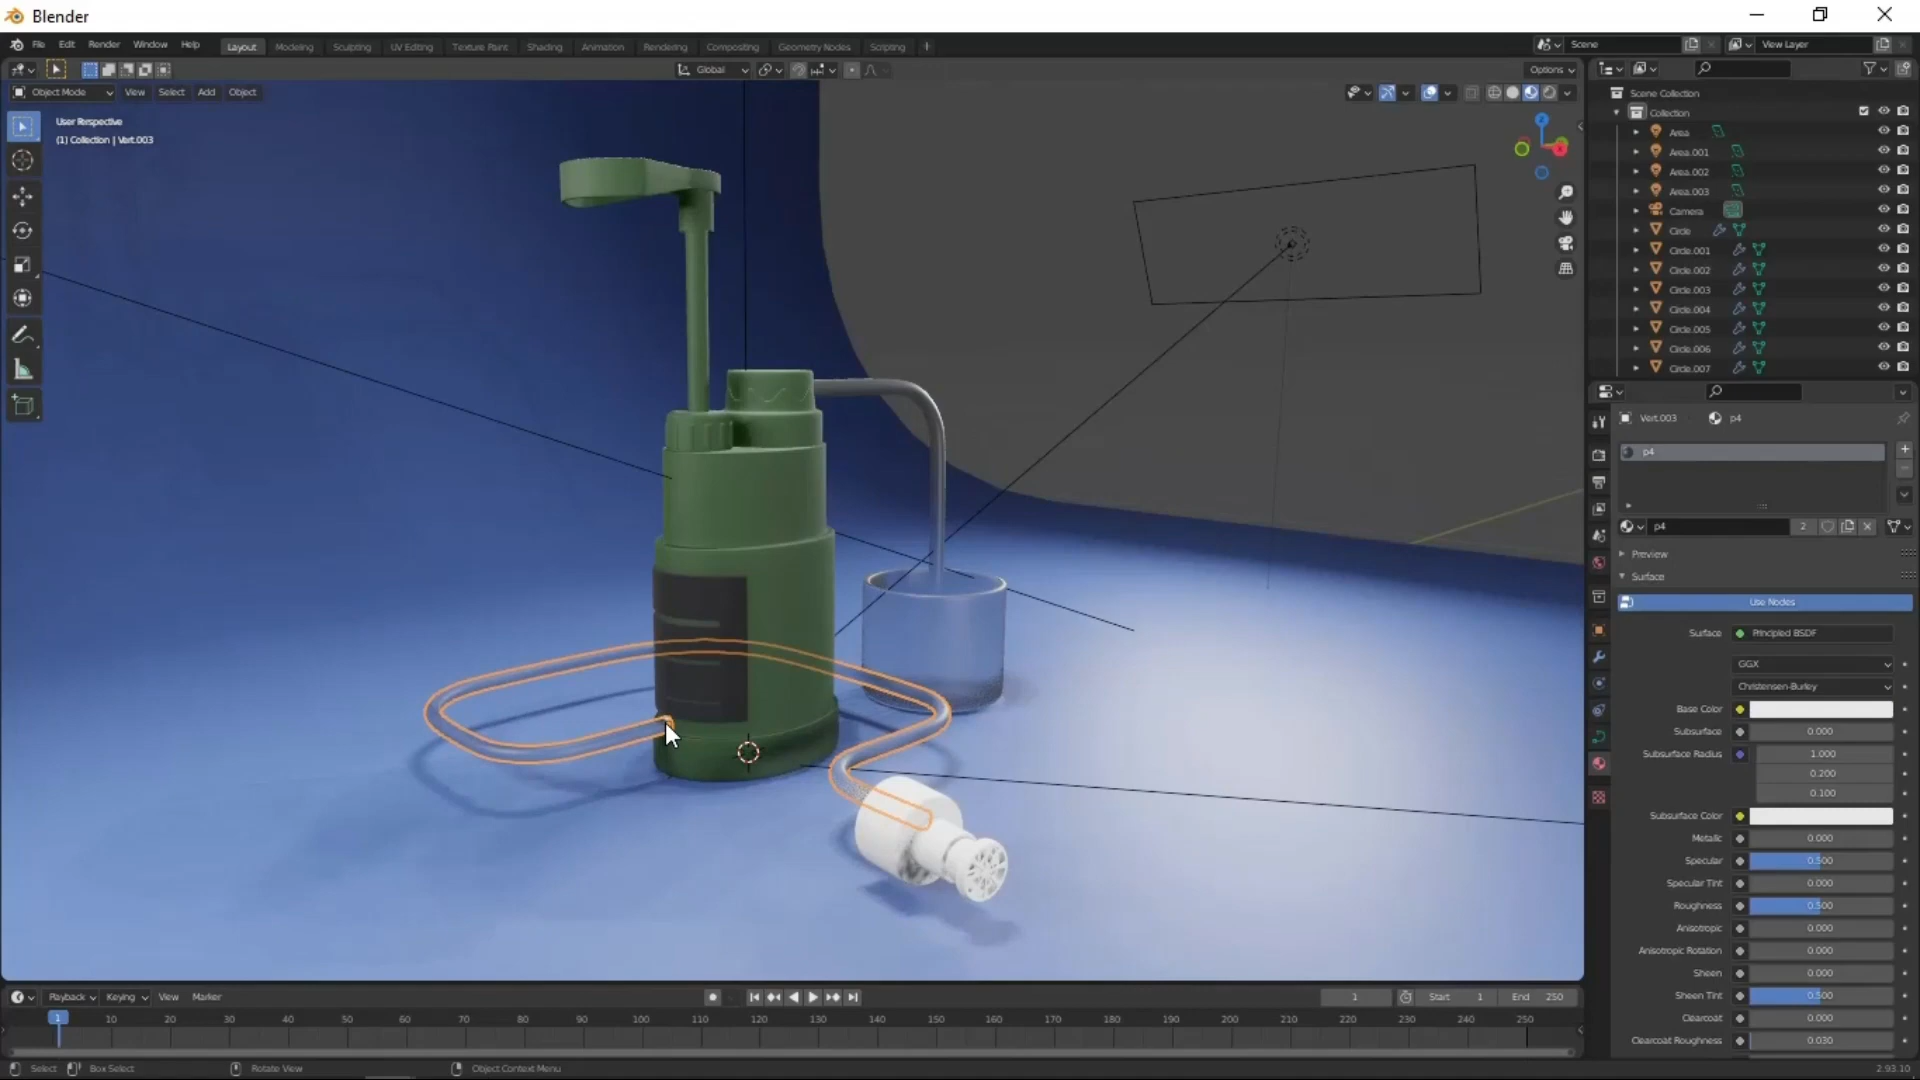 Blender
File Edit Render Window Help Layout Modeling Sculpting UV Editing Texture Paint Shading Animation Rendering Compositing Geometry Nodes Scripting + Scene View Layer
Global Options
Object Mode View Select Add Object
User Perspective
(1) Collection | Vert.003
Scene Collection
Collection
Area
Area.001
Area.002
Area.003
Camera
Circle
Circle.001
Circle.002
Circle.003
Circle.004
Circle.005
Circle.006
Circle.007
Vert.003 p4
p4
p4 2
Preview
Surface
Use Nodes
Surface Principled BSDF
GGX
Christensen-Burley
Base Color
Subsurface 0.000
Subsurface Radius 1.000
0.200
0.100
Subsurface Color
Metallic 0.000
Specular 0.500
Specular Tint 0.000
Roughness 0.500
Anisotropic 0.000
Anisotropic Rotation 0.000
Sheen 0.000
Sheen Tint 0.500
Clearcoat 0.000
Clearcoat Roughness 0.030
Playback Keying View Marker 1 Start 1 End 250
1 10 20 30 40 50 60 70 80 90 100 110 120 130 140 150 160 170 180 190 200 210 220 230 240 250
Select Box Select Rotate View Object Context Menu 2.93.10